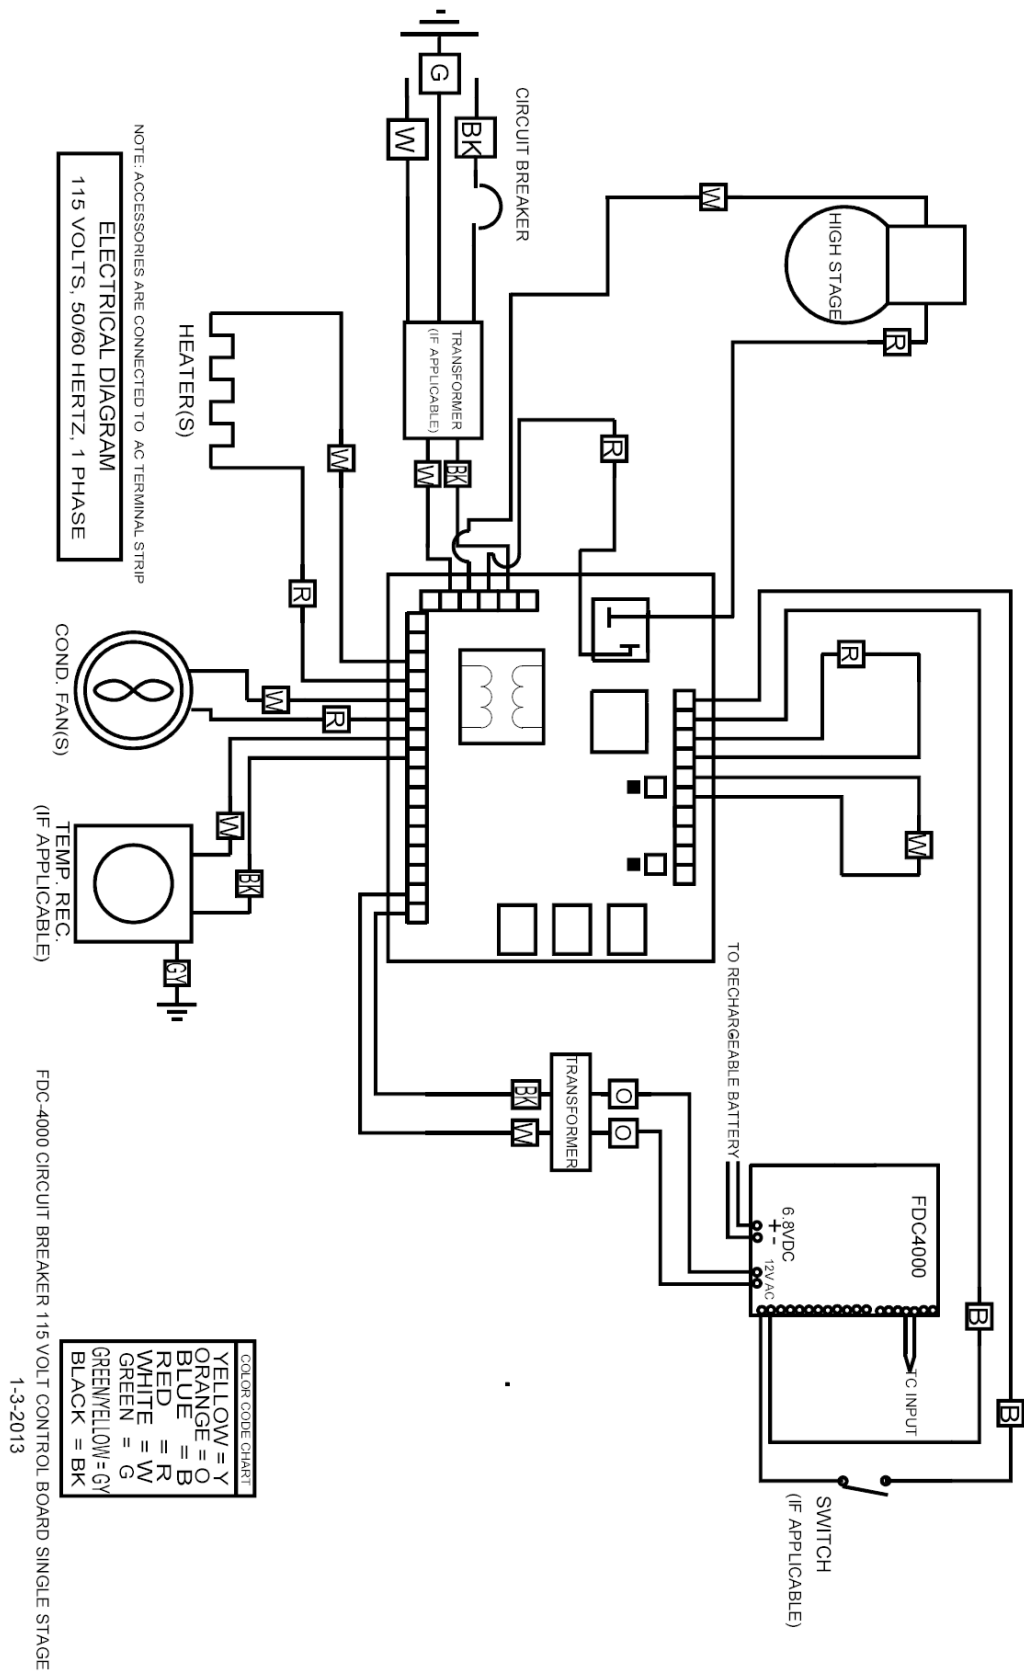 CIRCUIT BREAKER
G
W
BK
W
HIGH STAGE
R
TRANSFORMER
(IF APPLICABLE)
W
BK
R
NOTE: ACCESSORIES ARE CONNECTED TO AC TERMINAL STRIP
ELECTRICAL DIAGRAM
115 VOLTS, 50/60 HERTZ, 1 PHASE
HEATER(S)
W
R
COND. FAN(S)
W
R
TEMP. REC.
(IF APPLICABLE)
W
BK
GY
R
W
TO RECHARGEABLE BATTERY
BK
W
TRANSFORMER
O
O
FDC4000
6.8VDC
+ -
12V AC
TC INPUT
B
B
SWITCH
(IF APPLICABLE)
COLOR CODE CHART
YELLOW = Y
ORANGE = O
BLUE = B
RED = R
WHITE = W
GREEN = G
GREEN/YELLOW = GY
BLACK = BK
FDC-4000 CIRCUIT BREAKER 115 VOLT CONTROL BOARD SINGLE STAGE
1-3-2013